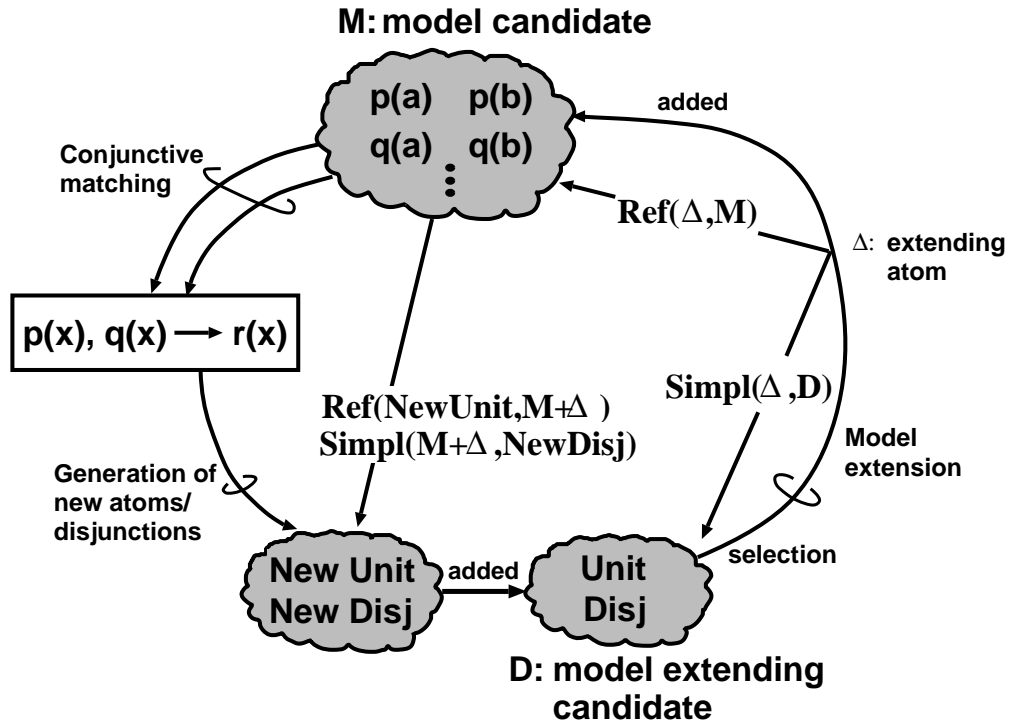 M: model candidate
p(a) p(b)
q(a) q(b)
added
Conjunctive
matching
Ref(Δ,M)
Δ: extending
atom
p(x), q(x) → r(x)
Simpl(Δ,D)
Ref(NewUnit,M+Δ )
Simpl(M+Δ ,NewDisj)
Model
extension
Generation of
new atoms/
disjunctions
New Unit
New Disj
added
Unit
Disj
selection
D: model extending
candidate